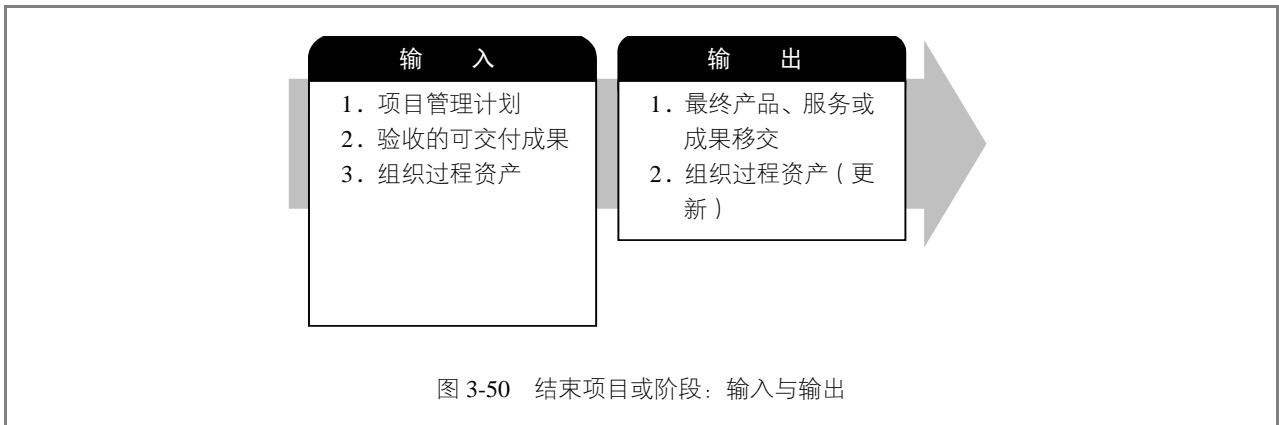 输 入
1. 项目管理计划
2. 验收的可交付成果
3. 组织过程资产
输 出
1. 最终产品、服务或
成果移交
2. 组织过程资产（更
新）
图 3-50 结束项目或阶段：输入与输出